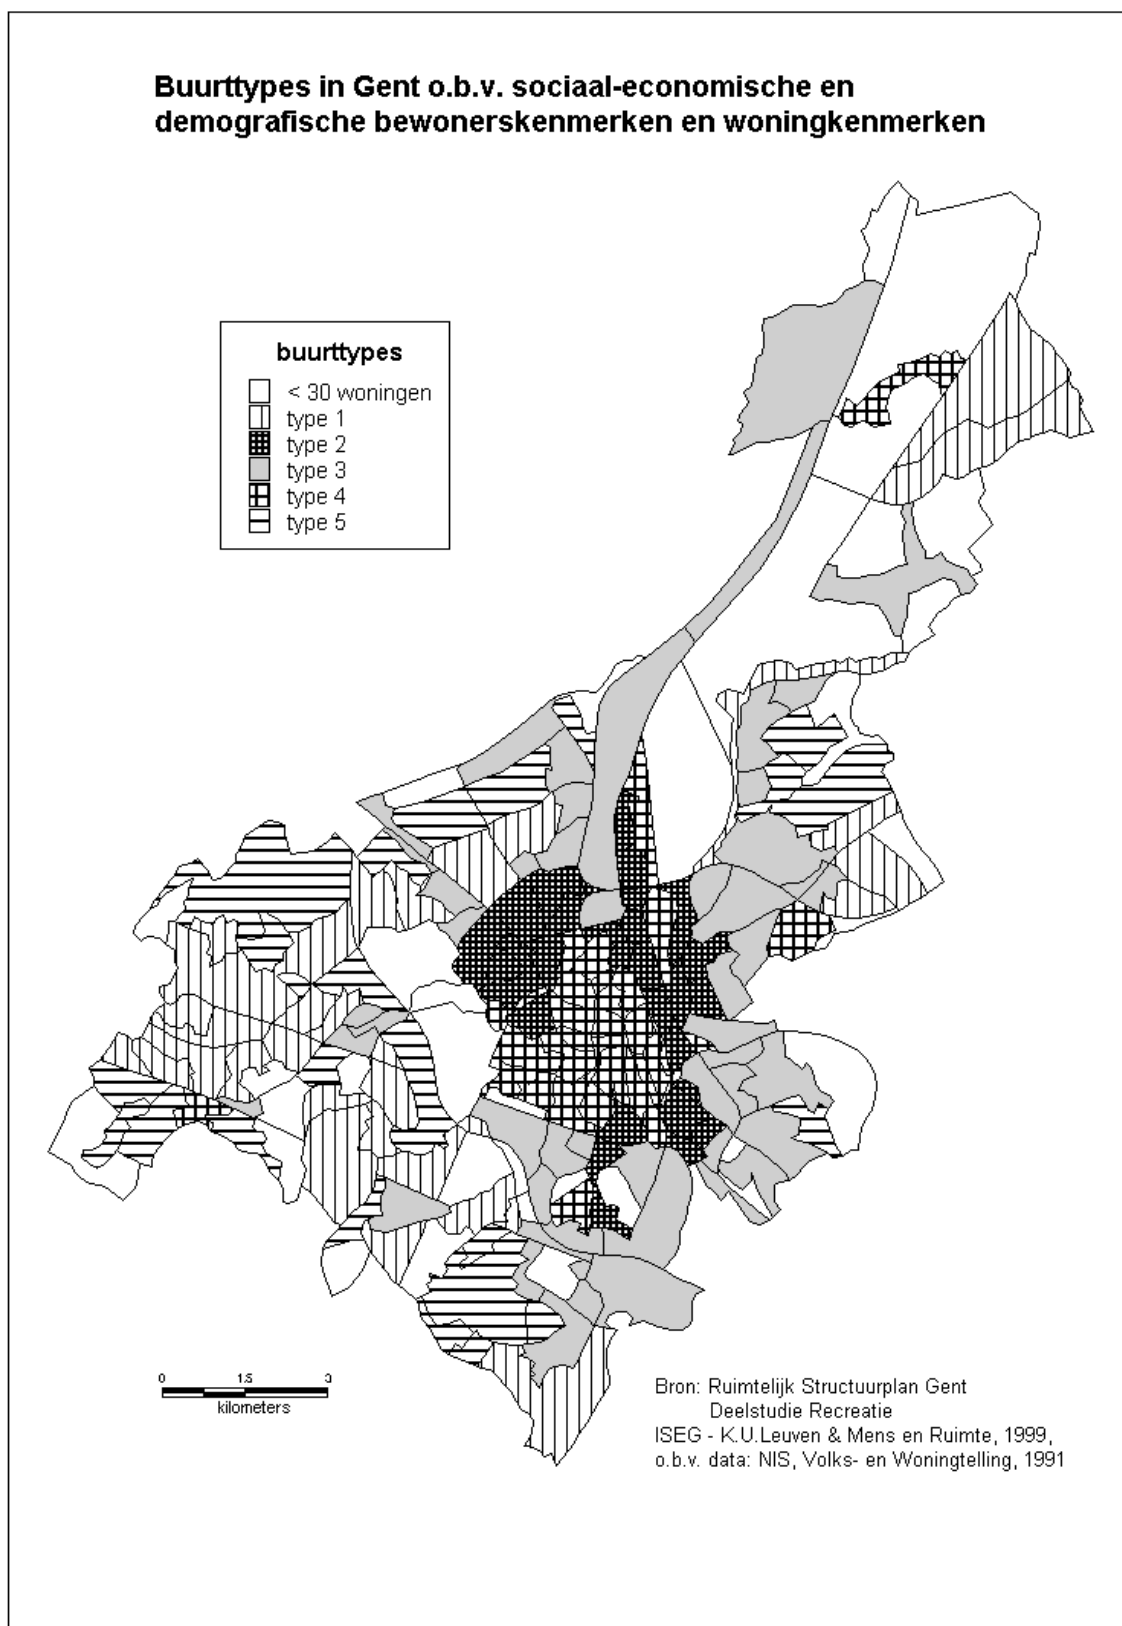 Buurttypes in Gent o.b.v. sociaal-economische en
demografische bewonerskenmerken en woningkenmerken
buurttypes
< 30 woningen
type 1
type 2
type 3
type 4
type 5
0 1.5 3
kilometers
Bron: Ruimtelijk Structuurplan Gent
Deelstudie Recreatie
ISEG - K.U.Leuven & Mens en Ruimte, 1999,
o.b.v. data: NIS, Volks- en Woningtelling, 1991